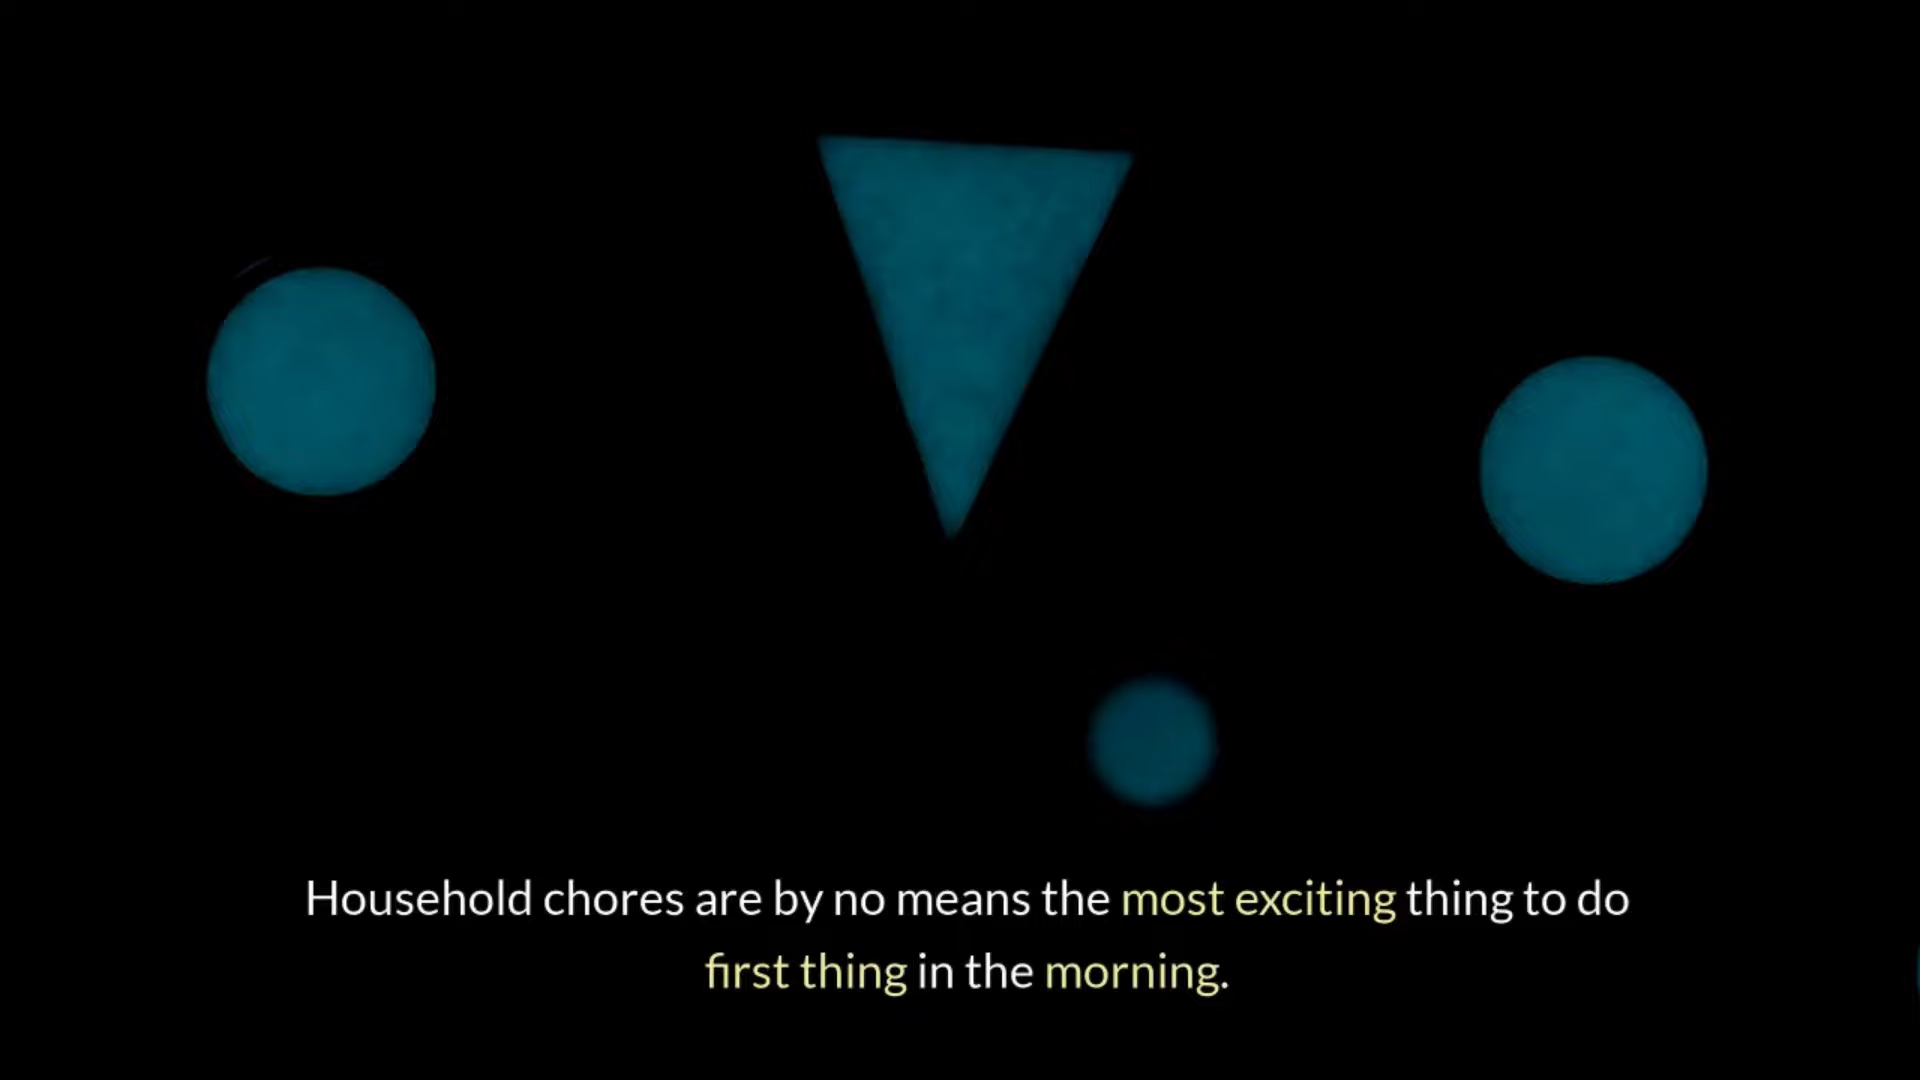 Household chores are by no means the most exciting thing to do
first thing in the morning.